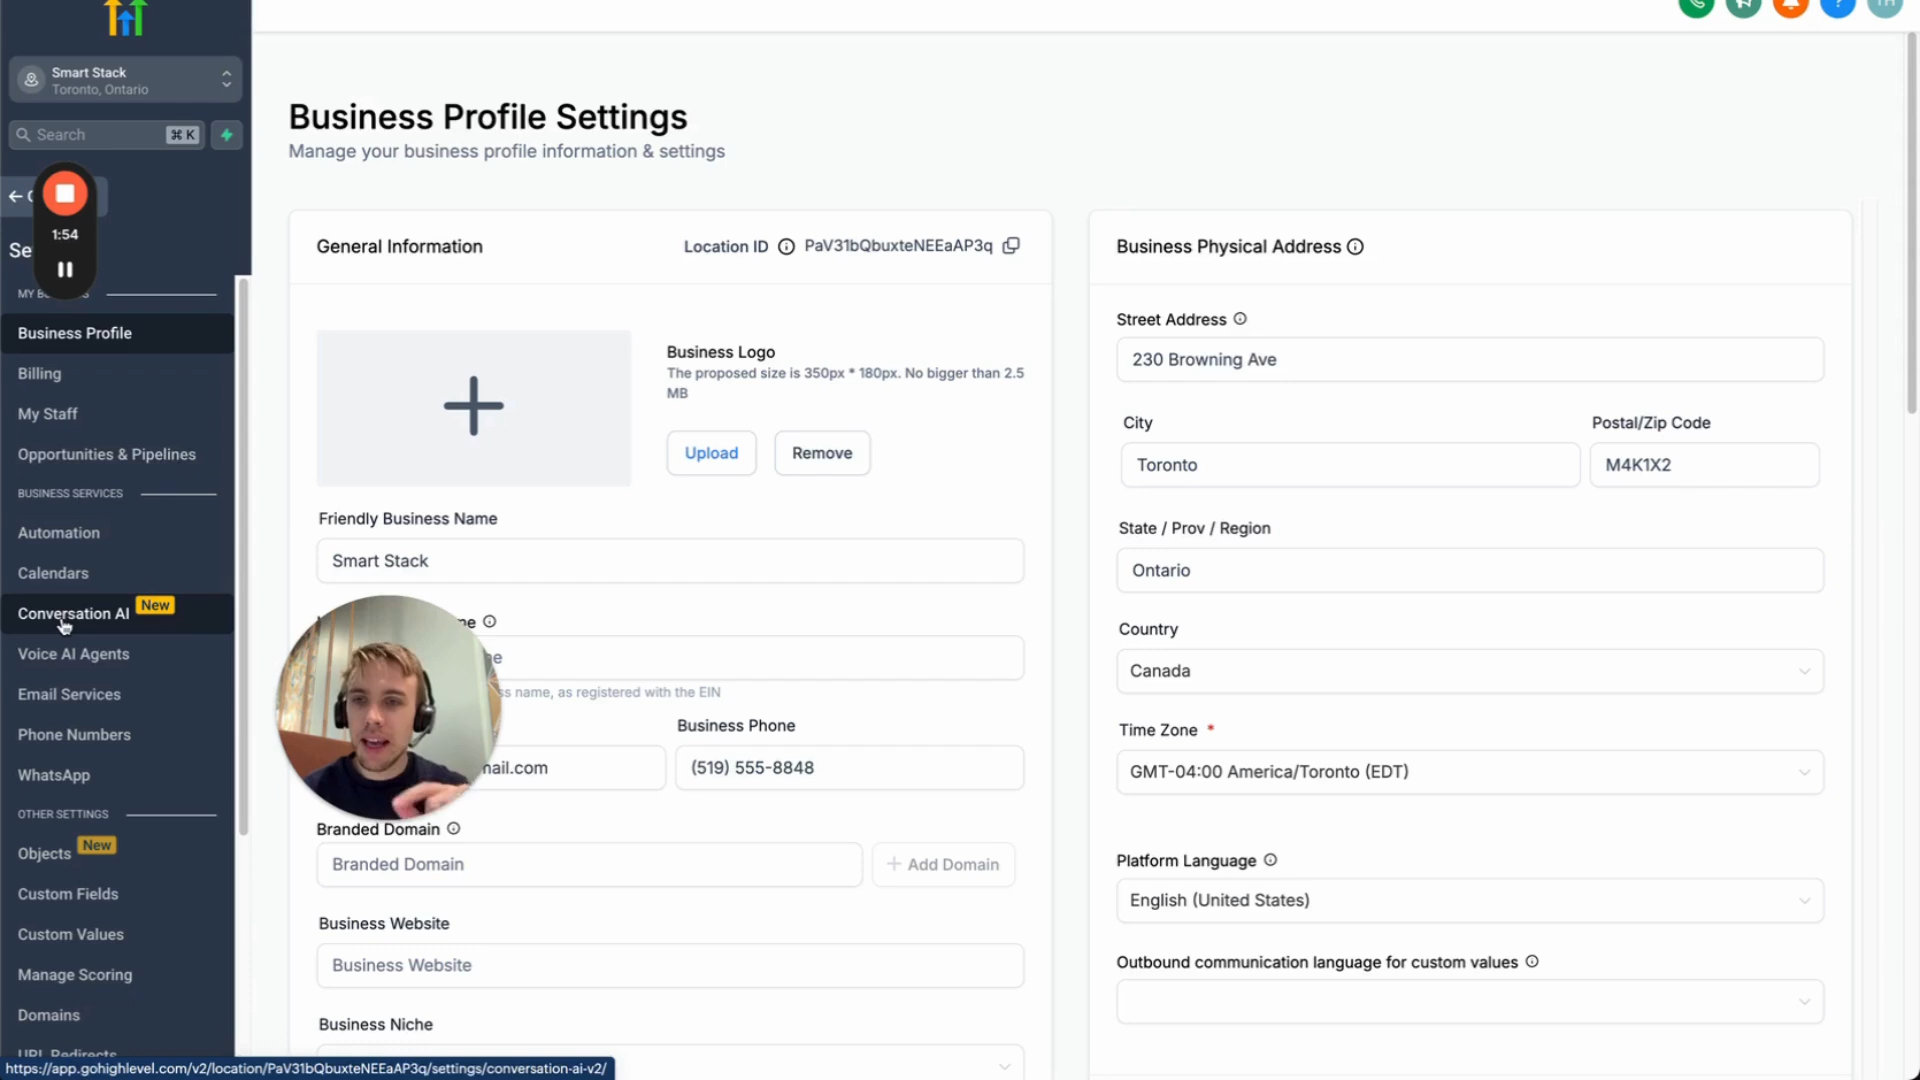 Smart Stack
Toronto, Ontario
Search
⌘ K
1:54
Se
Business Profile
Billing
My Staff
Opportunities & Pipelines
BUSINESS SERVICES
Automation
Calendars
Conversation AI
New
Voice AI Agents
Email Services
Phone Numbers
WhatsApp
OTHER SETTINGS
Objects
New
Custom Fields
Custom Values
Manage Scoring
Domains
URL Redirects
https://app.gohighlevel.com/v2/location/PaV31bQbuxteNEEaAP3q/settings/conversation-ai-v2/
Business Profile Settings
Manage your business profile information & settings
General Information
Location ID
PaV31bQbuxteNEEaAP3q
Business Logo
The proposed size is 350px * 180px. No bigger than 2.5
MB
Upload
Remove
Friendly Business Name
Smart Stack
ss name, as registered with the EIN
Business Phone
mail.com
(519) 555-8848
Branded Domain
Branded Domain
+ Add Domain
Business Website
Business Website
Business Niche
Business Physical Address
Street Address
230 Browning Ave
City
Postal/Zip Code
Toronto
M4K1X2
State / Prov / Region
Ontario
Country
Canada
Time Zone *
GMT-04:00 America/Toronto (EDT)
Platform Language
English (United States)
Outbound communication language for custom values